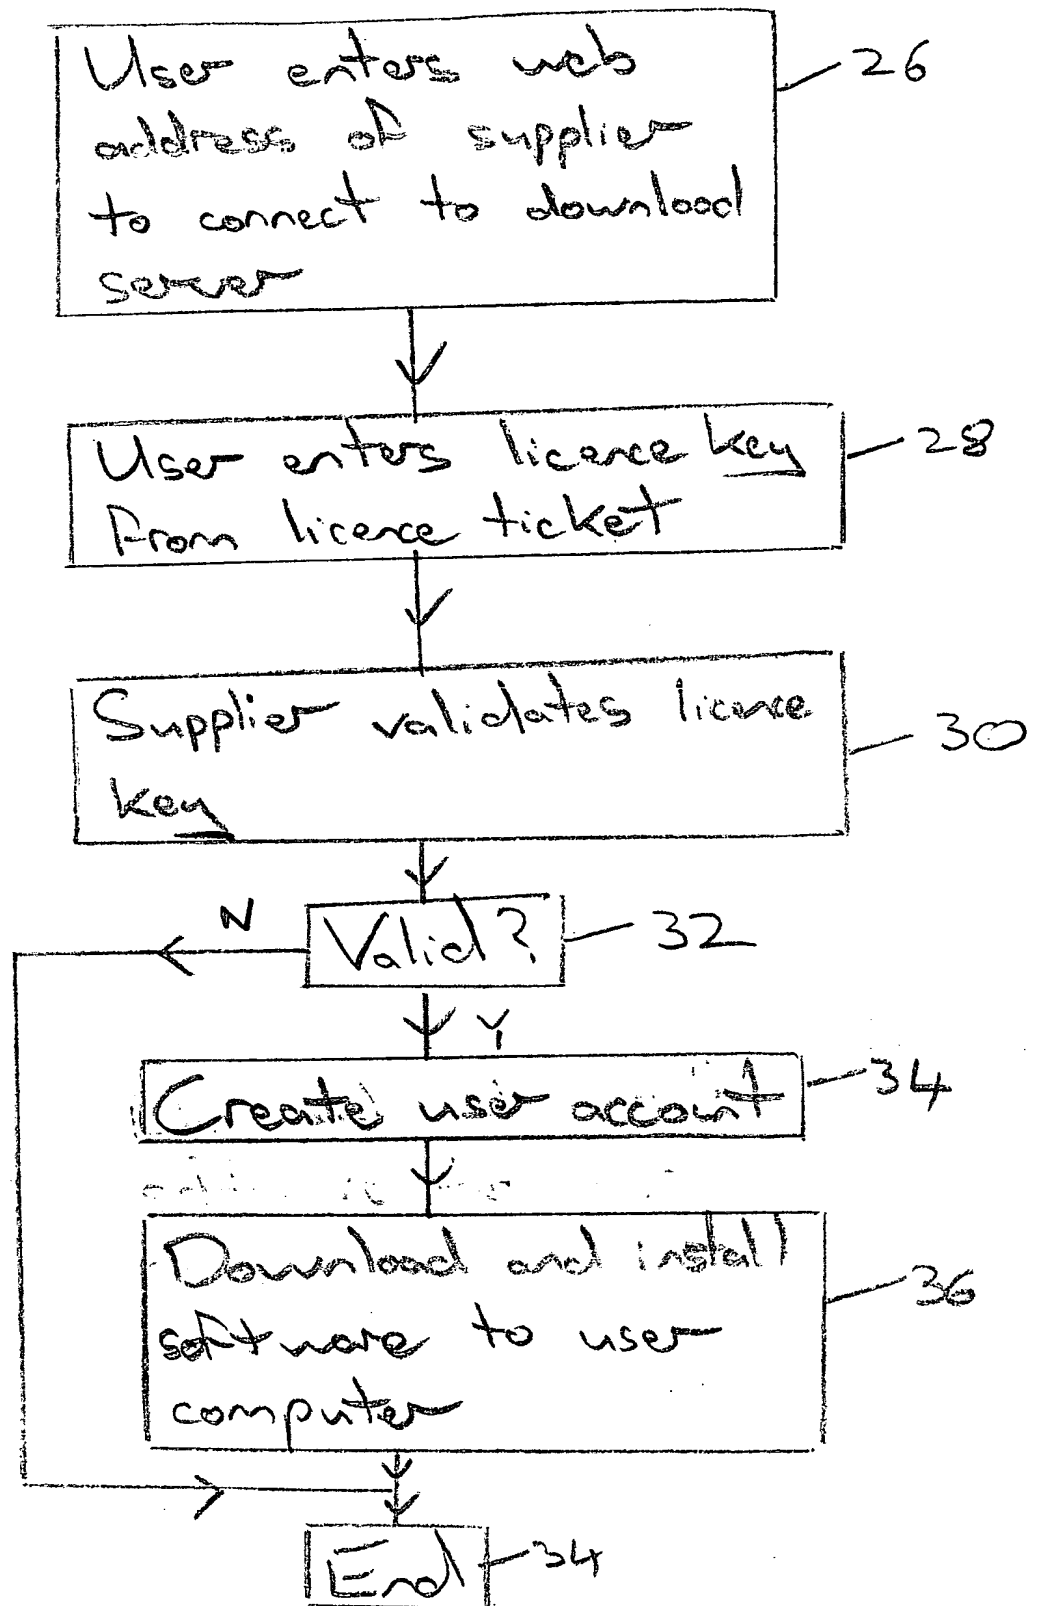 User enters web
26
address of supplier
to connect to download
server
User enters licence key
28
from licence ticket
Supplier validates licence
30
key
N
Valid?
32
Y
Create user account
34
Download and install
36
software to user
computer
End
34